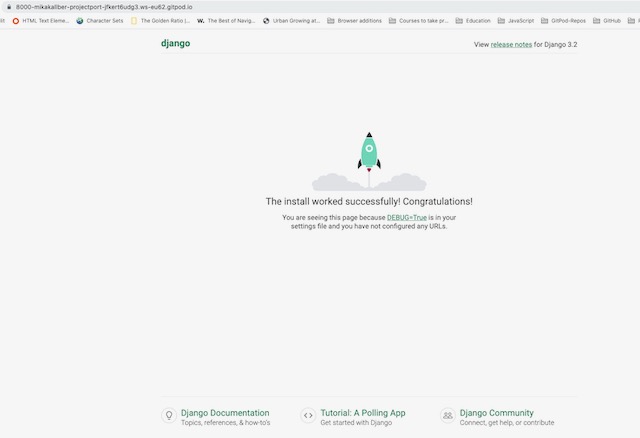 8000-mikakallber-projectport-jfkert6udg3.ws-eu62.gitpod.io
HTML Text Eleme... Character Sets The Golden Ratio |... W. The Best of Navig... Urban Growing at... Browser additions Courses to take pr... Education JavaScript GitPod-Repos GitHub
django
View release notes for Django 3.2
The install worked successfully! Congratulations!
You are seeing this page because DEBUG=True is in your
settings file and you have not configured any URLs.
Django Documentation
Topics, references, & how-to's
Tutorial: A Polling App
Get started with Django
Django Community
Connect, get help, or contribute